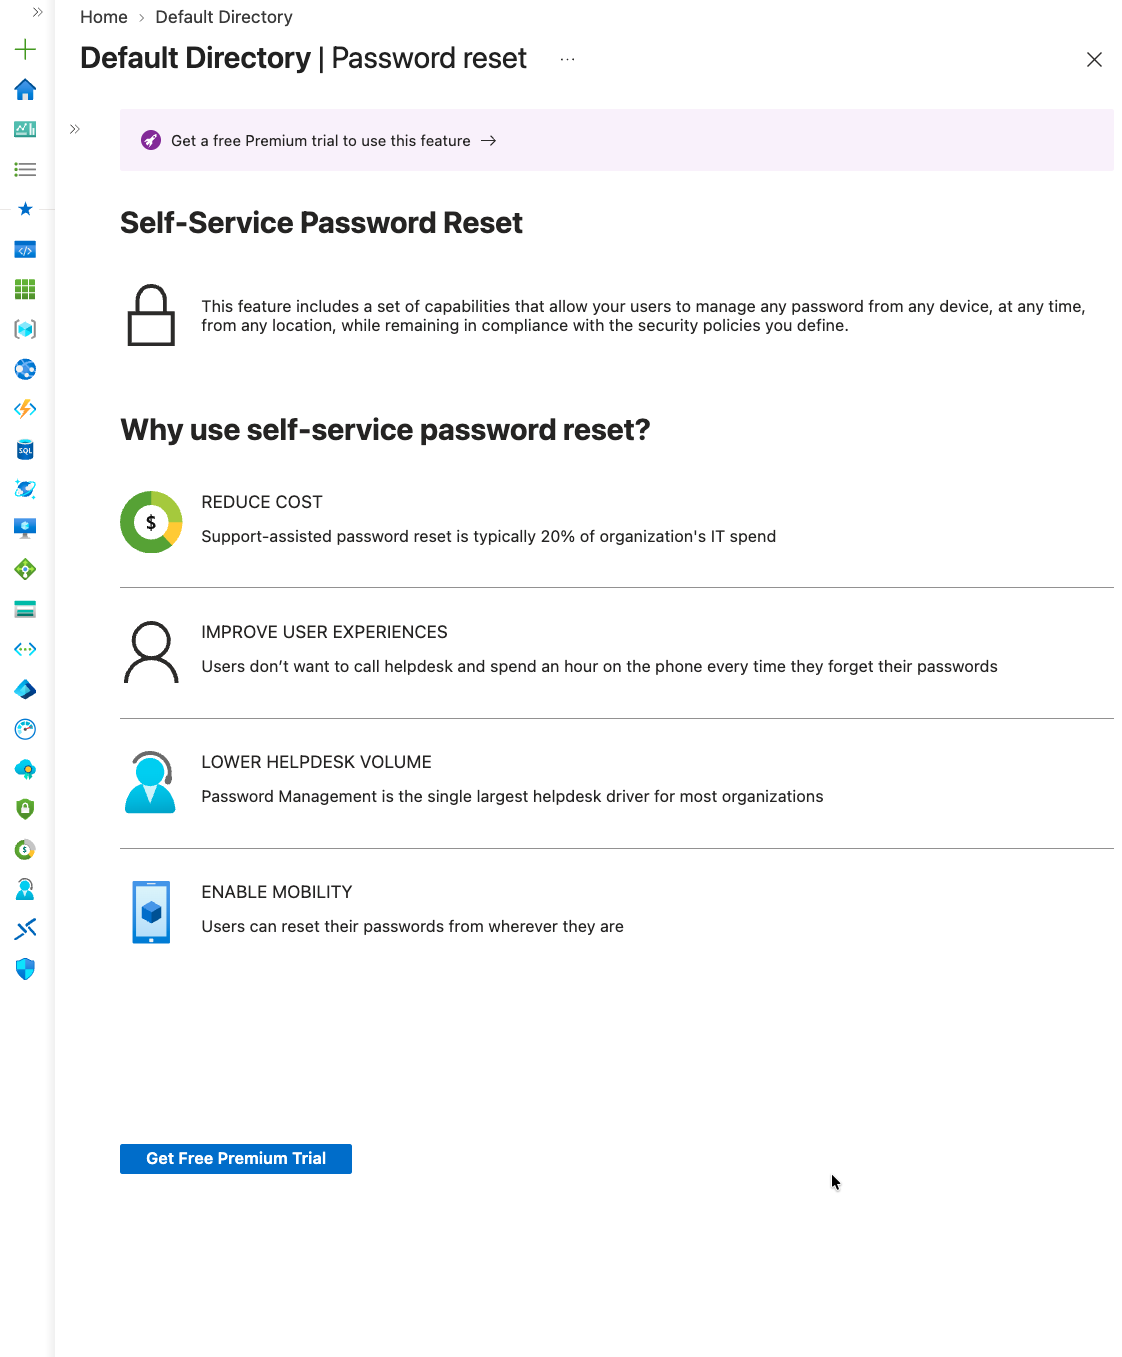 Home > Default Directory
Default Directory | Password reset ...
Get a free Premium trial to use this feature →
Self-Service Password Reset
This feature includes a set of capabilities that allow your users to manage any password from any device, at any time,
from any location, while remaining in compliance with the security policies you define.
Why use self-service password reset?
$
REDUCE COST
Support-assisted password reset is typically 20% of organization's IT spend
IMPROVE USER EXPERIENCES
Users don’t want to call helpdesk and spend an hour on the phone every time they forget their passwords
SQL
LOWER HELPDESK VOLUME
Password Management is the single largest helpdesk driver for most organizations
ENABLE MOBILITY
Users can reset their passwords from wherever they are
Get Free Premium Trial